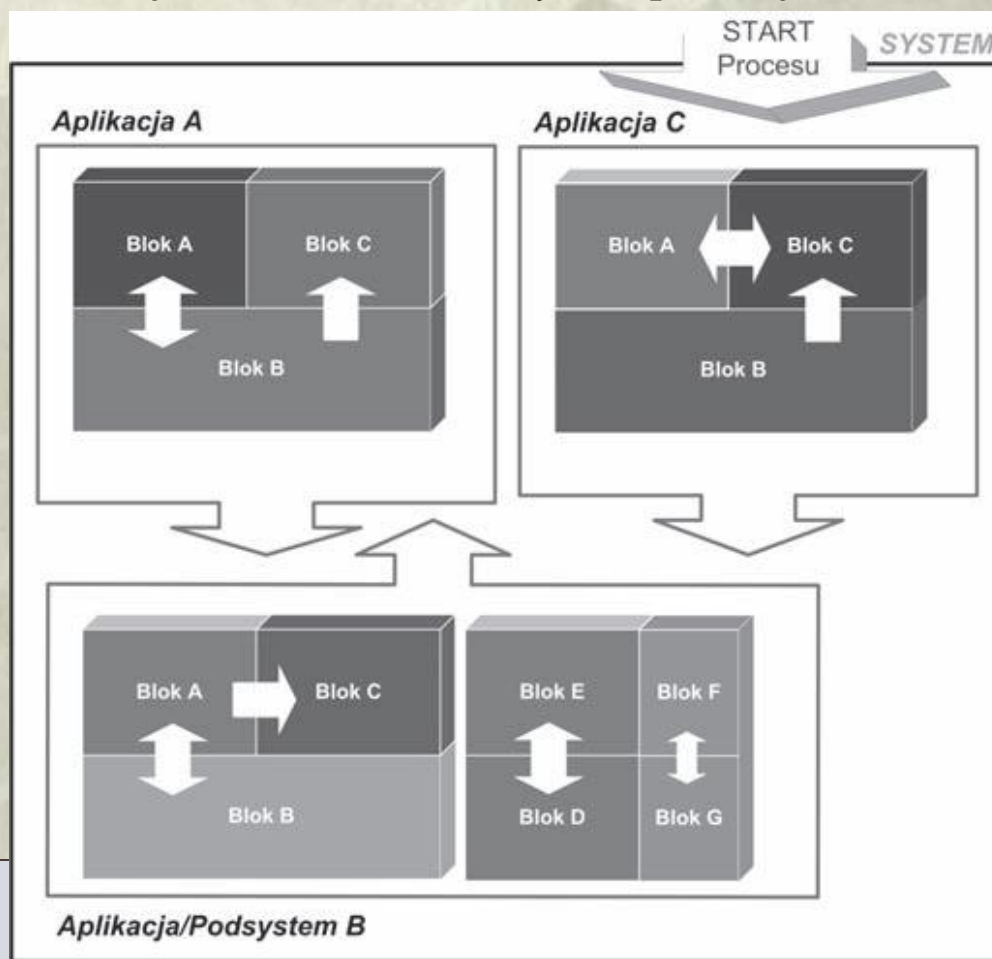 START
Procesu
SYSTEM
Aplikacja A
Aplikacja C
Blok A
Blok C
Blok B
Blok A
Blok C
Blok B
Blok A
Blok C
Blok B
Blok E
Blok F
Blok D
Blok G
Aplikacja/Podsystem B